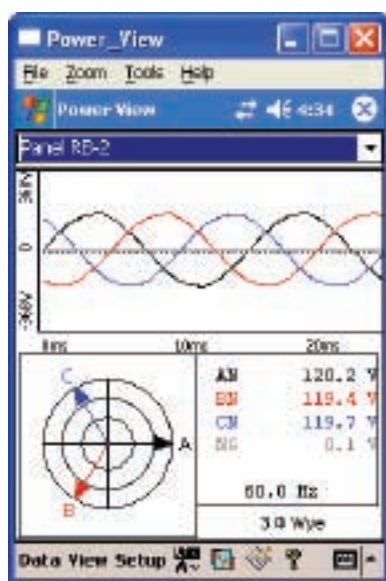 Power_View
File Zoom Tools Help
Power View 4:34
Panel RB-2
0
0ms 10ms 20ms
C
A
B
AN 120.2 V
BN 119.4 V
CN 119.7 V
NG 0.1 V
60.0 Hz
3 Φ Wye
Data View Setup